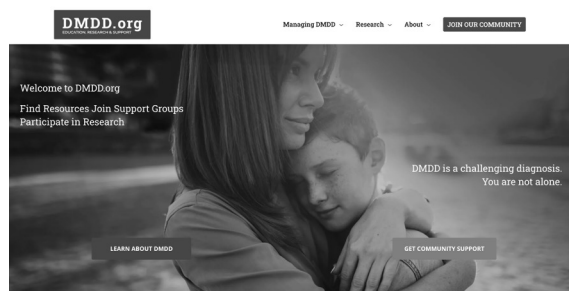 DMDD.org
EDUCATION, RESEARCH & SUPPORT
Managing DMDD
Research
About
JOIN OUR COMMUNITY
Welcome to DMDD.org
Find Resources Join Support Groups
Participate in Research
DMDD is a challenging diagnosis.
You are not alone.
LEARN ABOUT DMDD
GET COMMUNITY SUPPORT